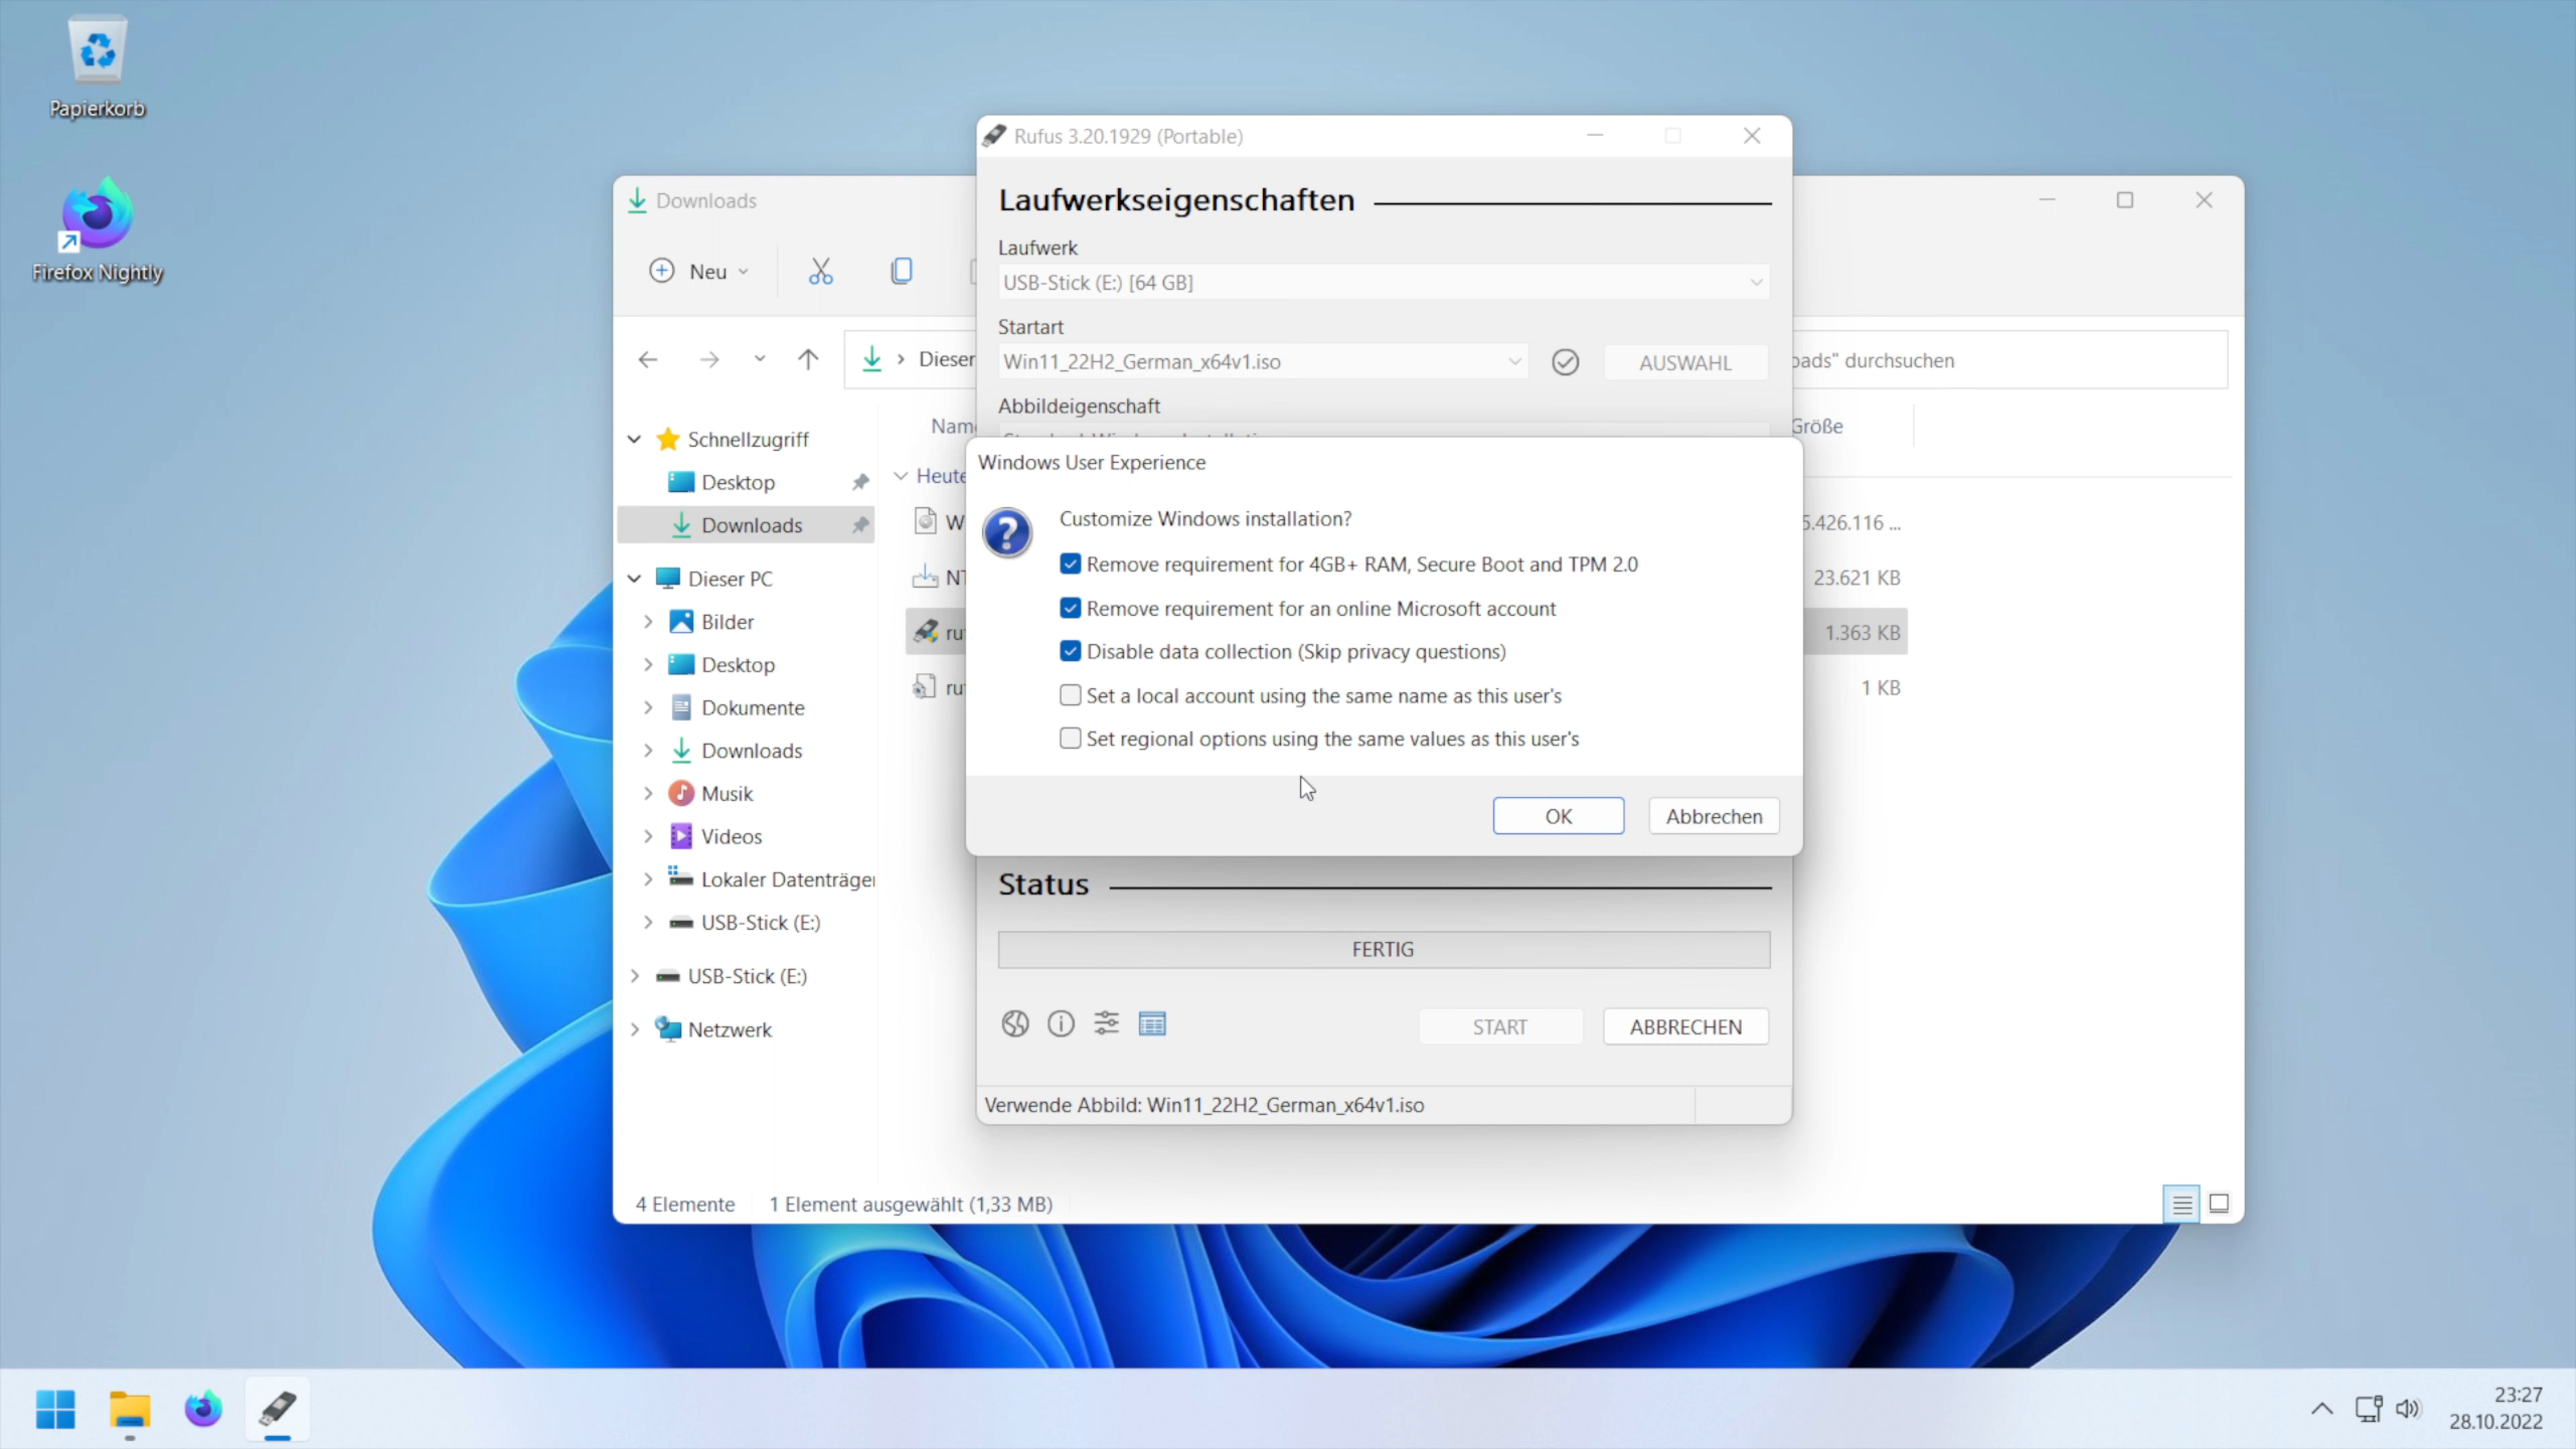 Papierkorb
Firefox Nightly
Downloads
Neu
Dieser
"Downloads" durchsuchen
Schnellzugriff
Desktop
Downloads
Dieser PC
Bilder
Desktop
Dokumente
Downloads
Musik
Videos
Lokaler Datenträger
USB-Stick (E:)
USB-Stick (E:)
Netzwerk
Größe
Heute
5.426.116 ...
23.621 KB
1.363 KB
1 KB
4 Elemente
1 Element ausgewählt (1,33 MB)
Rufus 3.20.1929 (Portable)
Laufwerkseigenschaften
Laufwerk
USB-Stick (E:) [64 GB]
Startart
Win11_22H2_German_x64v1.iso
AUSWAHL
Abbildeigenschaft
Windows User Experience
Customize Windows installation?
Remove requirement for 4GB+ RAM, Secure Boot and TPM 2.0
Remove requirement for an online Microsoft account
Disable data collection (Skip privacy questions)
Set a local account using the same name as this user's
Set regional options using the same values as this user's
OK
Abbrechen
Status
FERTIG
START
ABBRECHEN
Verwende Abbild: Win11_22H2_German_x64v1.iso
23:27
28.10.2022